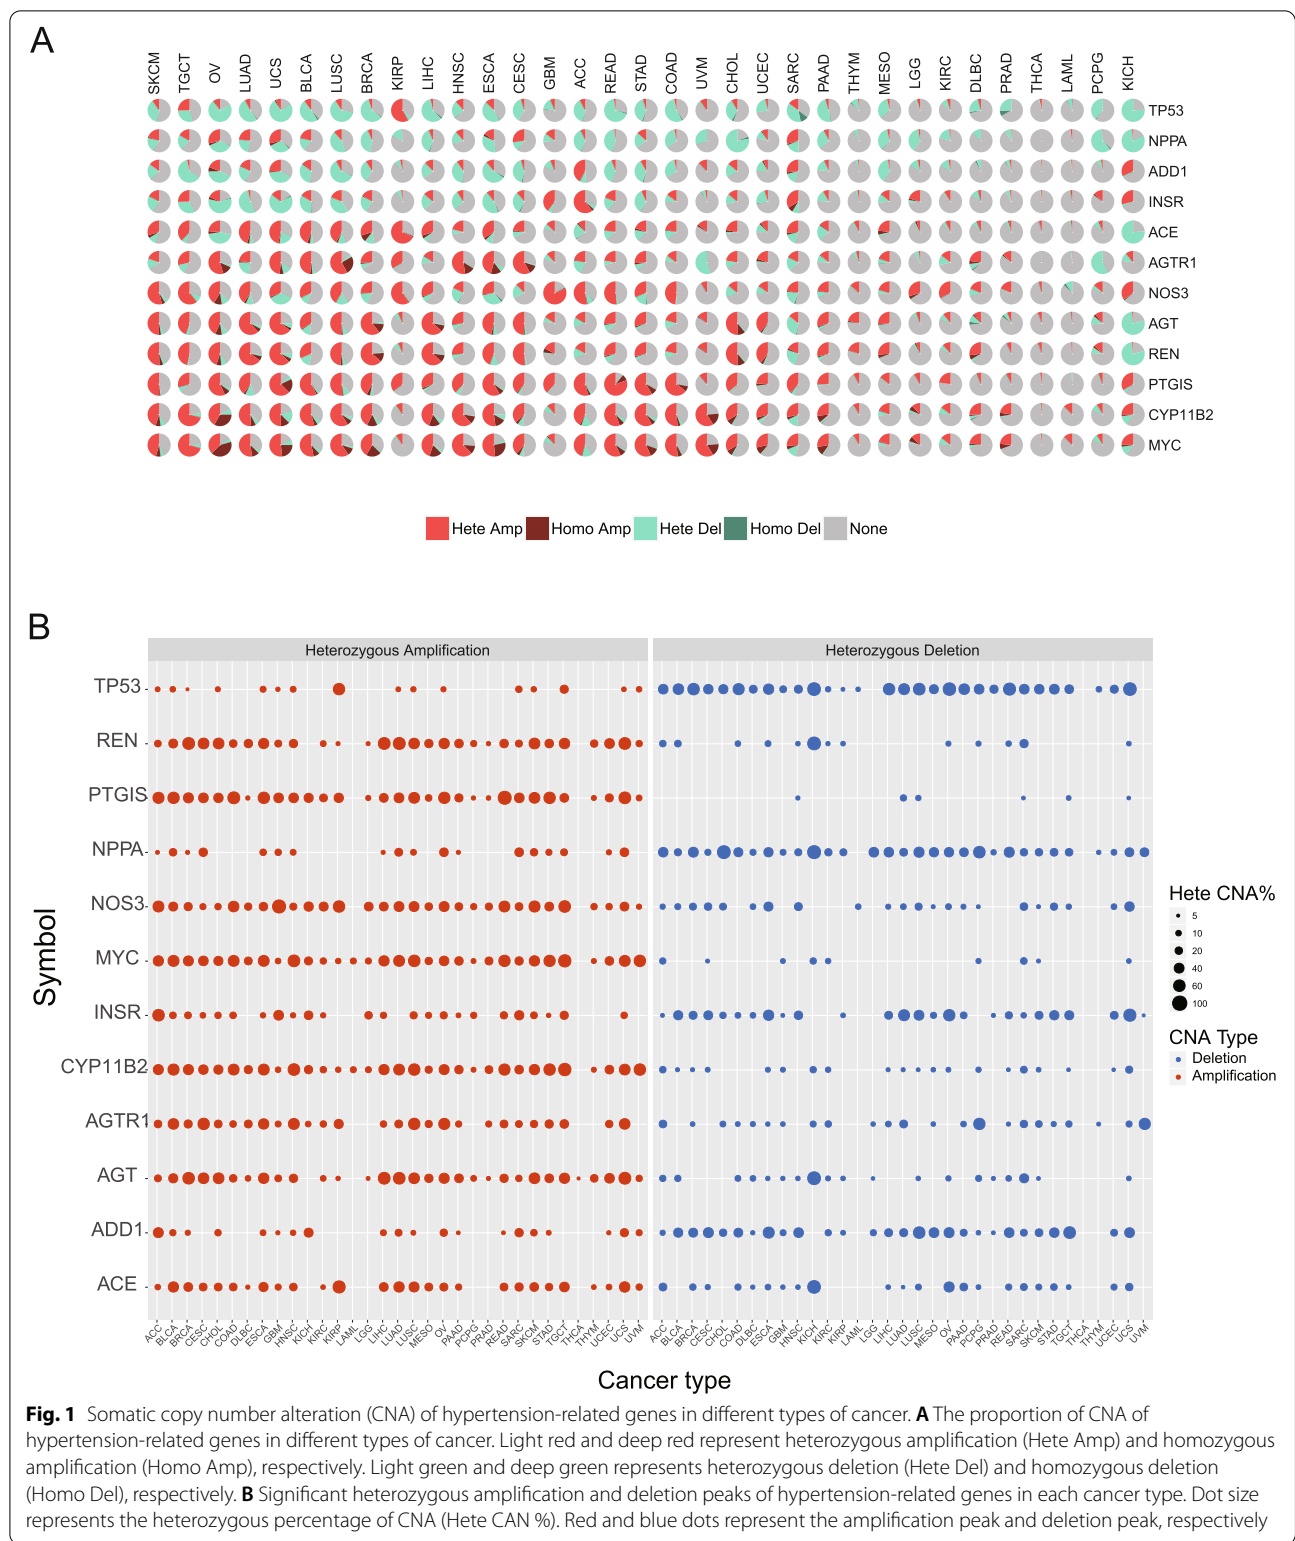 A
SKCM TGCT OV LUAD UCS BLCA LUSC BRCA KIRP LIHC HNSC ESCA CESC GBM ACC READ STAD COAD UVM CHOL UCEC SARC PAAD THYM MESO LGG KIRC DLBC PRAD THCA LAML PCPG KICH
TP53
NPPA
ADD1
INSR
ACE
AGTR1
NOS3
AGT
REN
PTGIS
CYP11B2
MYC
Hete Amp Homo Amp Hete Del Homo Del None
B
Heterozygous Amplification Heterozygous Deletion
TP53
REN
PTGIS
NPPA
NOS3
MYC
INSR
CYP11B2
AGTR1
AGT
ADD1
ACE
Symbol
Hete CNA%
5
10
20
40
60
100
CNA Type
Deletion
Amplification
ACC BLCA BRCA CESC CHOL COAD DLBC ESCA GBM HNSC KICH KIRC KIRP LAML LGG LIHC LUAD LUSC MESO OV PAAD PCPG PRAD READ SARC SKCM STAD TGCT THCA THYM UCEC UCS UVM ACC BLCA BRCA CESC CHOL COAD DLBC ESCA GBM HNSC KICH KIRC KIRP LAML LGG LIHC LUAD LUSC MESO OV PAAD PCPG PRAD READ SARC SKCM STAD TGCT THCA THYM UCEC UCS UVM
Cancer type
Fig. 1 Somatic copy number alteration (CNA) of hypertension-related genes in different types of cancer. A The proportion of CNA of
hypertension-related genes in different types of cancer. Light red and deep red represent heterozygous amplification (Hete Amp) and homozygous
amplification (Homo Amp), respectively. Light green and deep green represents heterozygous deletion (Hete Del) and homozygous deletion
(Homo Del), respectively. B Significant heterozygous amplification and deletion peaks of hypertension-related genes in each cancer type. Dot size
represents the heterozygous percentage of CNA (Hete CAN %). Red and blue dots represent the amplification peak and deletion peak, respectively